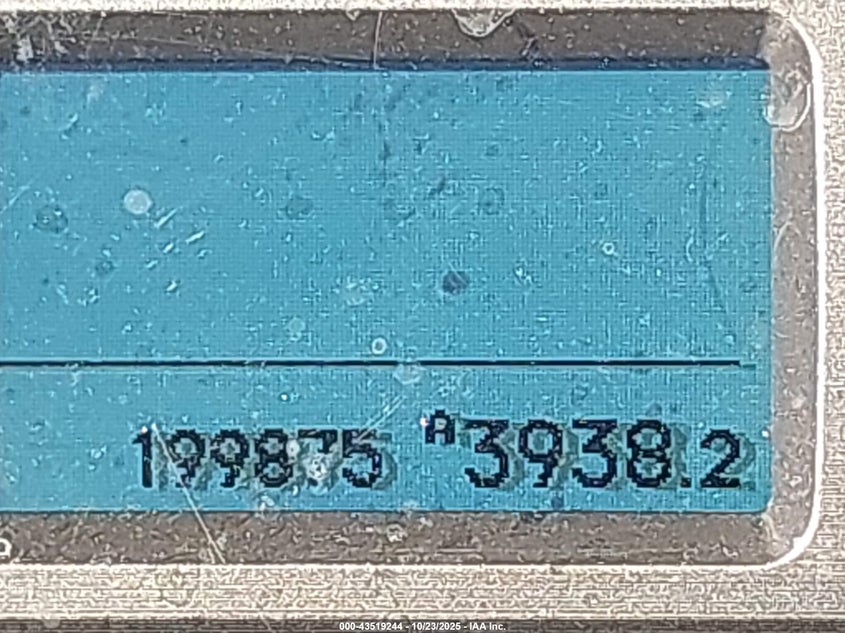 199875 A3938.2
000-43519244 - 10/23/2025 - IAA Inc.